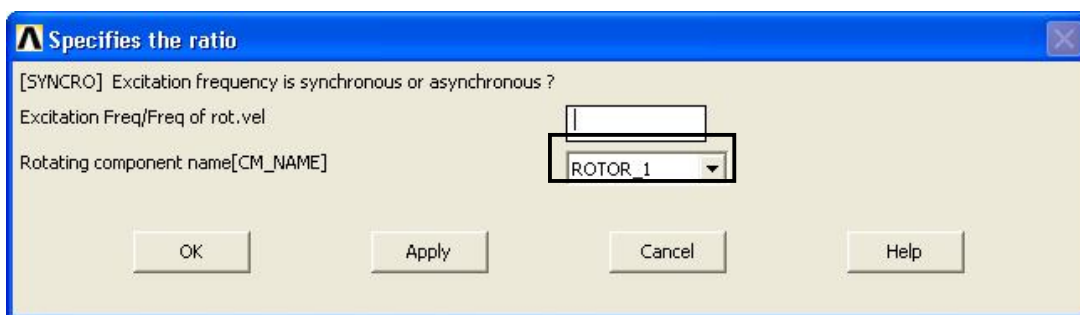 Specifies the ratio
[SYNCRO] Excitation frequency is synchronous or asynchronous ?
Excitation Freq/Freq of rot.vel
Rotating component name[CM_NAME] ROTOR_1
OK Apply Cancel Help